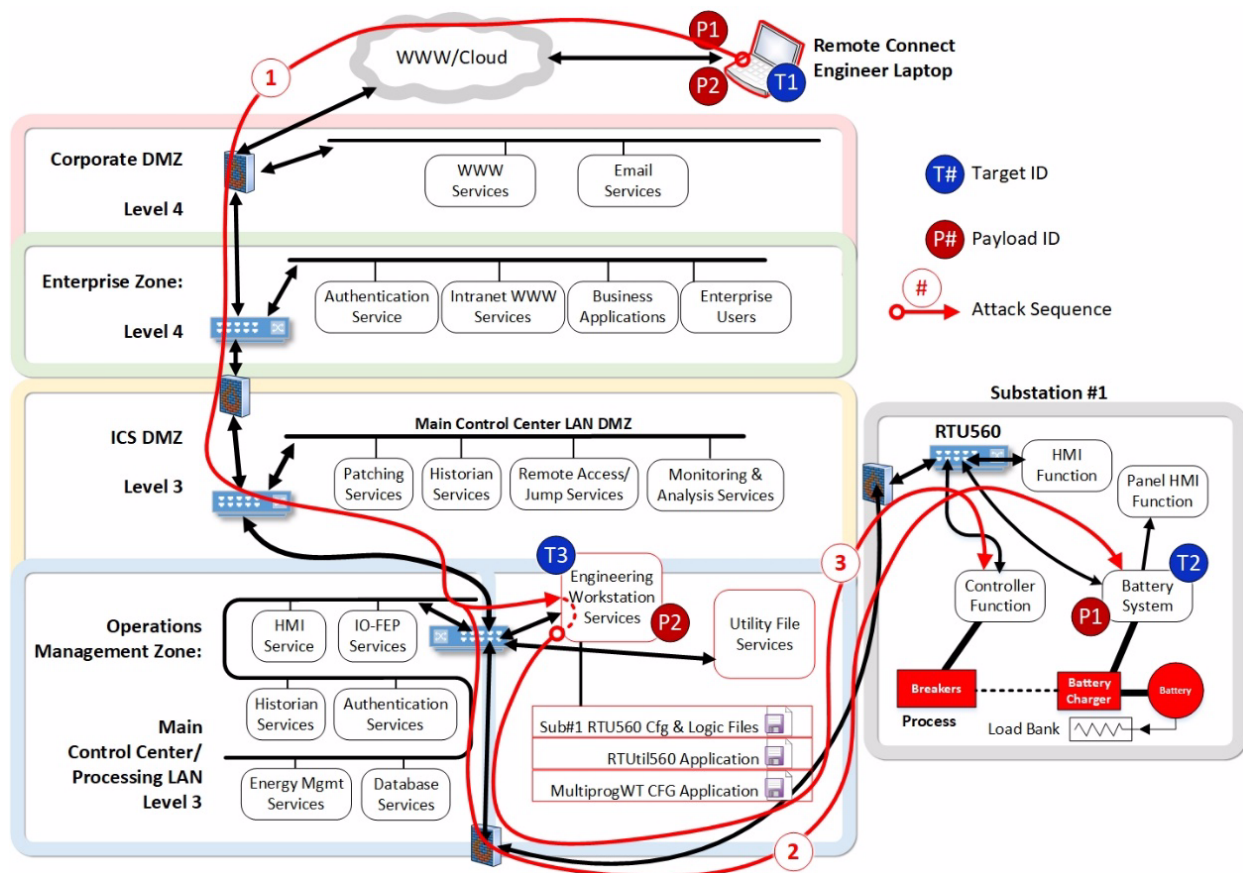 P1
WWW/Cloud
Remote Connect
Engineer Laptop
1
P2
T1
Corporate DMZ
Level 4
WWW
Services
Email
Services
T#
Target ID
P#
Payload ID
#
Attack Sequence
Enterprise Zone:
Level 4
Authentication
Service
Intranet WWW
Services
Business
Applications
Enterprise
Users
ICS DMZ
Level 3
Main Control Center LAN DMZ
Patching
Services
Historian
Services
Remote Access/
Jump Services
Monitoring &
Analysis Services
Substation #1
RTU560
HMI
Function
Panel HMI
Function
3
T2
Controller
Function
Battery
System
P1
Breakers
Process
Battery
Charger
Battery
Load Bank
Operations
Management Zone:
HMI
Service
IO-FEP
Services
T3
Engineering
Workstation
Services
P2
Utility File
Services
Historian
Services
Authentication
Services
Main
Control Center/
Processing LAN
Level 3
Energy Mgmt
Services
Database
Services
Sub#1 RTU560 Cfg & Logic Files
RTUtil560 Application
MultiprogWT CFG Application
2